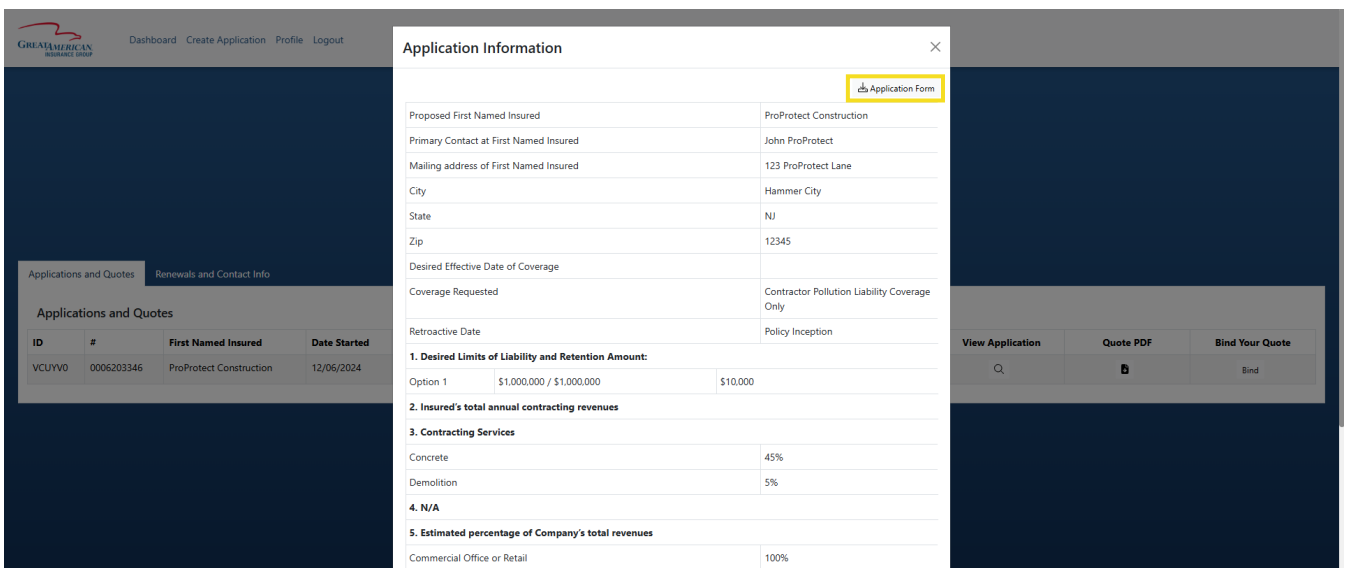 GREATAMERICAN
INSURANCE GROUP
Dashboard Create Application Profile Logout
Application Information
Application Form
Proposed First Named Insured ProProtect Construction
Primary Contact at First Named Insured John ProProtect
Mailing address of First Named Insured 123 ProProtect Lane
City Hammer City
State NJ
Zip 12345
Desired Effective Date of Coverage
Coverage Requested Contractor Pollution Liability Coverage
Only
Retroactive Date Policy Inception
1. Desired Limits of Liability and Retention Amount:
Option 1 $1,000,000 / $1,000,000 $10,000
2. Insured's total annual contracting revenues
3. Contracting Services
Concrete 45%
Demolition 5%
4. N/A
5. Estimated percentage of Company's total revenues
Commercial Office or Retail 100%
Applications and Quotes Renewals and Contact Info
Applications and Quotes
ID # First Named Insured Date Started View Application Quote PDF Bind Your Quote
VCUYV0 0006203346 ProProtect Construction 12/06/2024 Bind